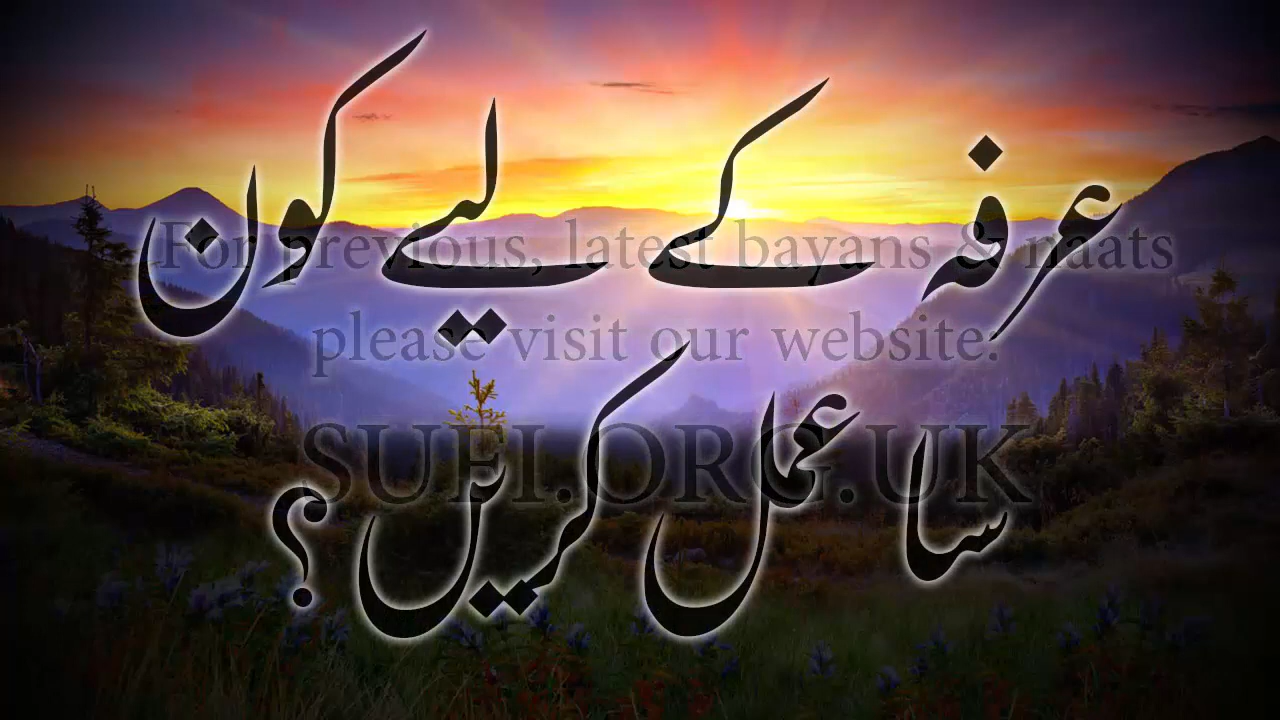 عرفہ کے لیے کون
For previous, latest bayans & naats
please visit our website.
سا عمل کریں؟
SUFI.ORG.UK